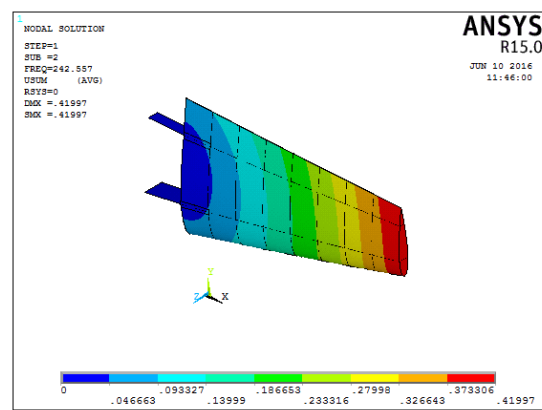 1
NODAL SOLUTION
STEP=1
SUB =2
FREQ=242.557
USUM (AVG)
RSYS=0
DMX =.41997
SMX =.41997
ANSYS
R15.0
JUN 10 2016
11:46:00
Y
Z X
0 .093327 .186653 .27998 .373306
.046663 .13999 .233316 .326643 .41997